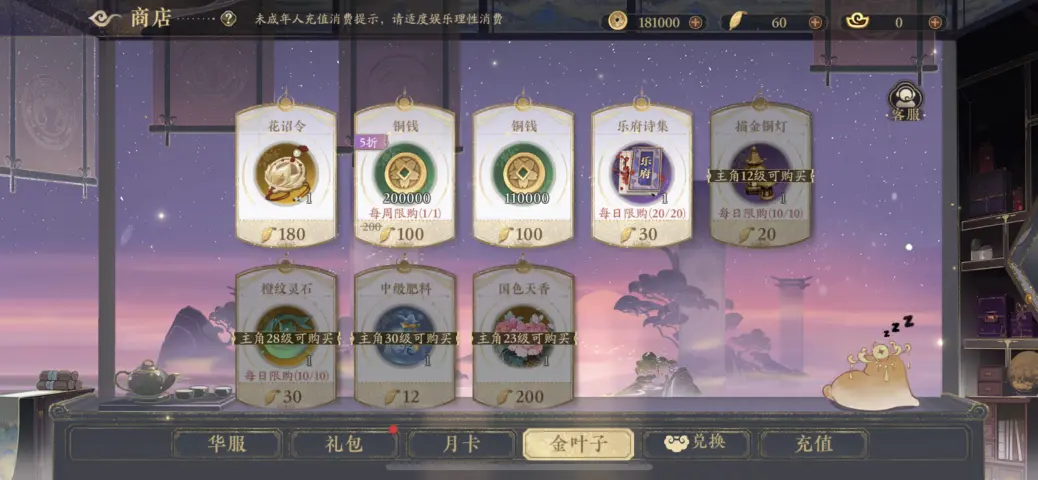 商店
未成年人充值消费提示，请适度娱乐理性消费
181000
60
0
客服
花诏令
1
180
铜钱
5折
200000
每周限购(1/1)
200
100
铜钱
110000
100
乐府诗集
乐府
1
每日限购(20/20)
30
描金铜灯
主角12级可购买
每日限购(10/10)
20
橙纹灵石
主角28级可购买
1
每日限购(10/10)
30
中级肥料
主角30级可购买
1
12
国色天香
主角23级可购买
1
200
z z Z
华服
礼包
月卡
金叶子
兑换
充值